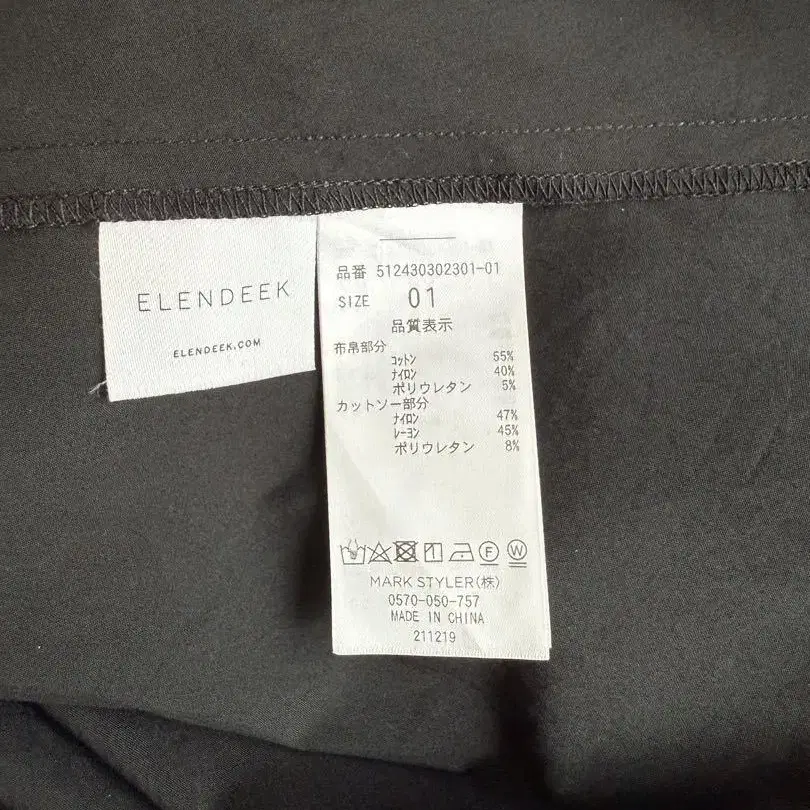 ELENDEEK
ELENDEEK.COM
品番 512430302301-01
SIZE 01
品質表示
布帛部分
コットン 55%
ナイロン 40%
ポリウレタン 5%
カットソー部分
ナイロン 47%
レーヨン 45%
ポリウレタン 8%
F W
MARK STYLER(株)
0570-050-757
MADE IN CHINA
211219